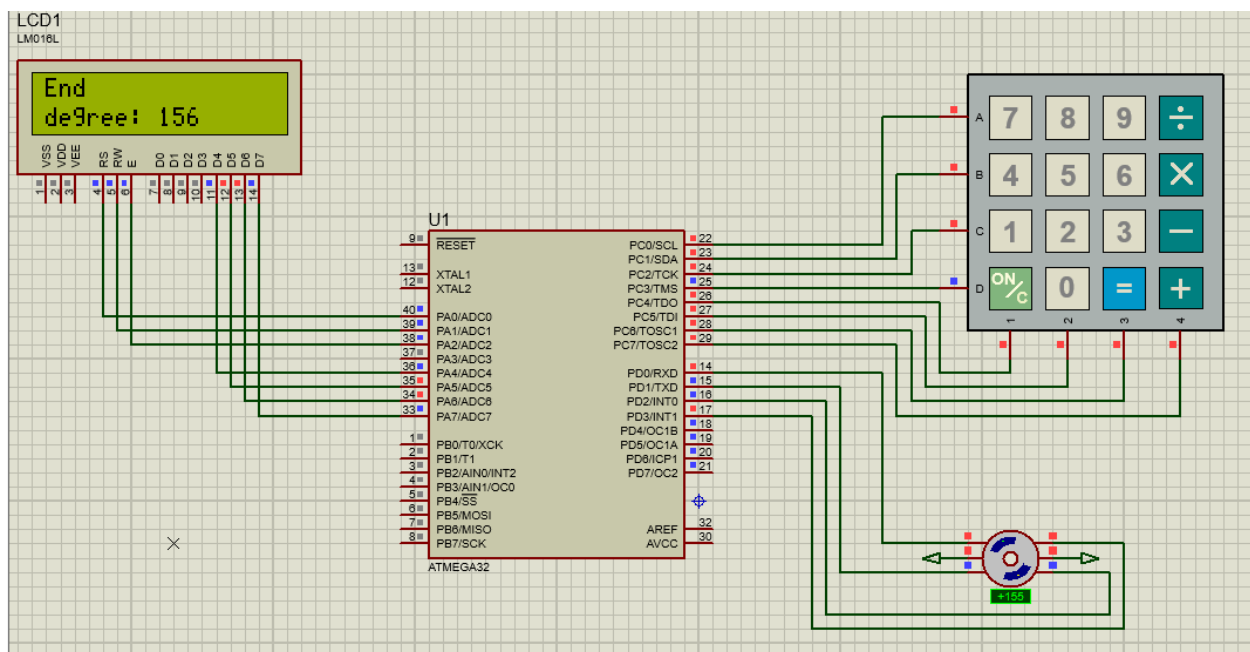 LCD1
LM016L
End
degree: 156
VSS VDD VEE RS RW E D0 D1 D2 D3 D4 D5 D6 D7
1 2 3 4 5 6 7 8 9 10 11 12 13 14
U1
9 RESET
13 XTAL1
12 XTAL2
40 PA0/ADC0
39 PA1/ADC1
38 PA2/ADC2
37 PA3/ADC3
36 PA4/ADC4
35 PA5/ADC5
34 PA6/ADC6
33 PA7/ADC7
1 PB0/T0/XCK
2 PB1/T1
3 PB2/AIN0/INT2
4 PB3/AIN1/OC0
5 PB4/SS
6 PB5/MOSI
7 PB6/MISO
8 PB7/SCK
PC0/SCL 22
PC1/SDA 23
PC2/TCK 24
PC3/TMS 25
PC4/TDO 26
PC5/TDI 27
PC6/TOSC1 28
PC7/TOSC2 29
PD0/RXD 14
PD1/TXD 15
PD2/INT0 16
PD3/INT1 17
PD4/OC1B 18
PD5/OC1A 19
PD6/ICP1 20
PD7/OC2 21
AREF 32
AVCC 30
ATMEGA32
A 7 8 9 ÷
B 4 5 6 ×
C 1 2 3 −
D ON/C 0 = +
1 2 3 4
+155